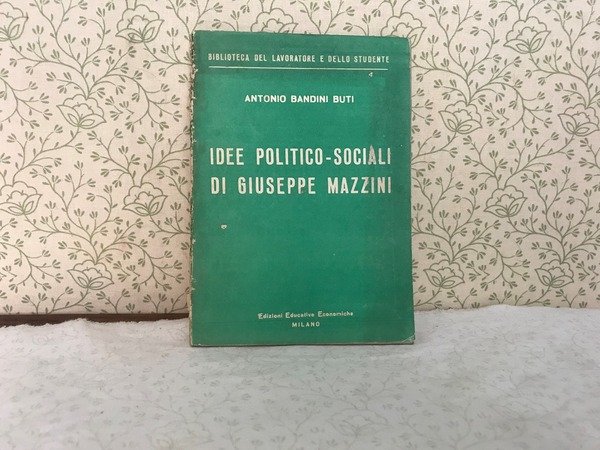 BIBLIOTECA DEL LAVORATORE E DELLO STUDENTE
ANTONIO BANDINI BUTI
IDEE POLITICO-SOCIALI
DI GIUSEPPE MAZZINI
Edizioni Educative Economiche
MILANO